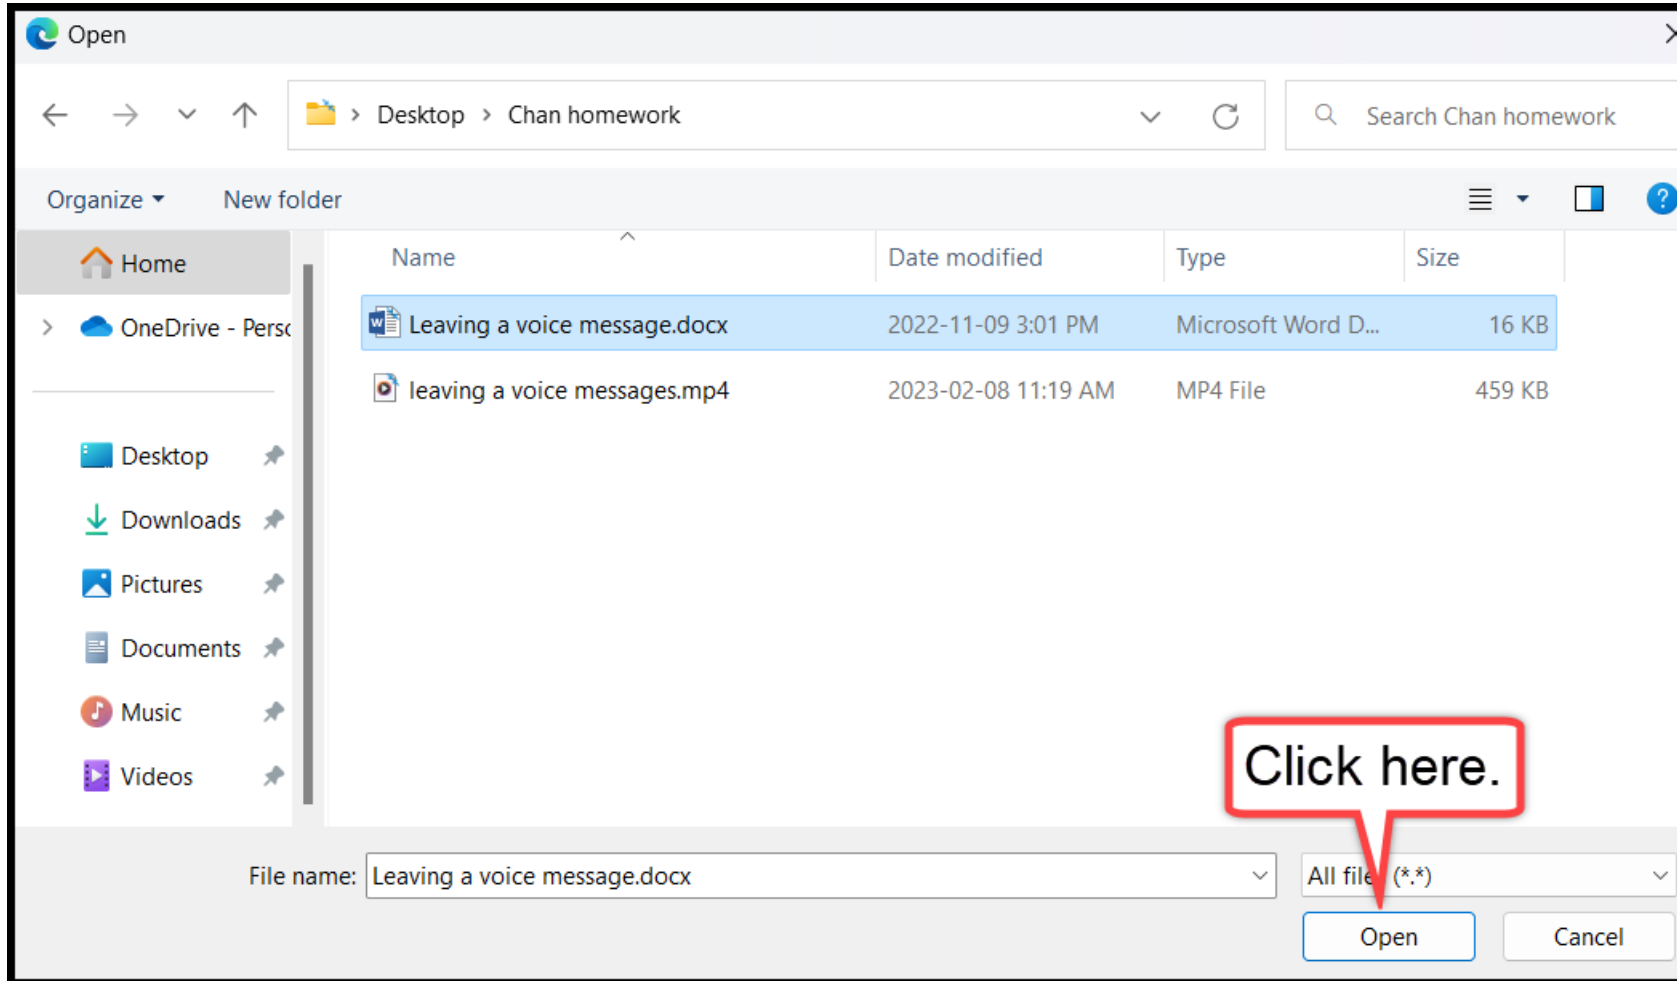 Open
Desktop > Chan homework
Search Chan homework
Organize
New folder
Home
OneDrive - Perso
Desktop
Downloads
Pictures
Documents
Music
Videos
Name Date modified Type Size
Leaving a voice message.docx 2022-11-09 3:01 PM Microsoft Word D... 16 KB
leaving a voice messages.mp4 2023-02-08 11:19 AM MP4 File 459 KB
Click here.
File name: Leaving a voice message.docx
All file (*.*)
Open
Cancel